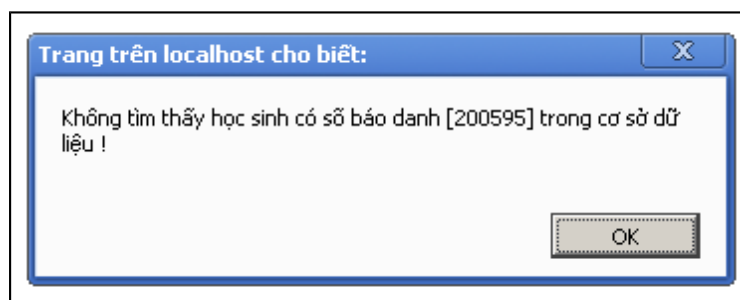 Trang trên localhost cho biết:
Không tìm thấy học sinh có số báo danh [200595] trong cơ sở dữ
liệu !
OK